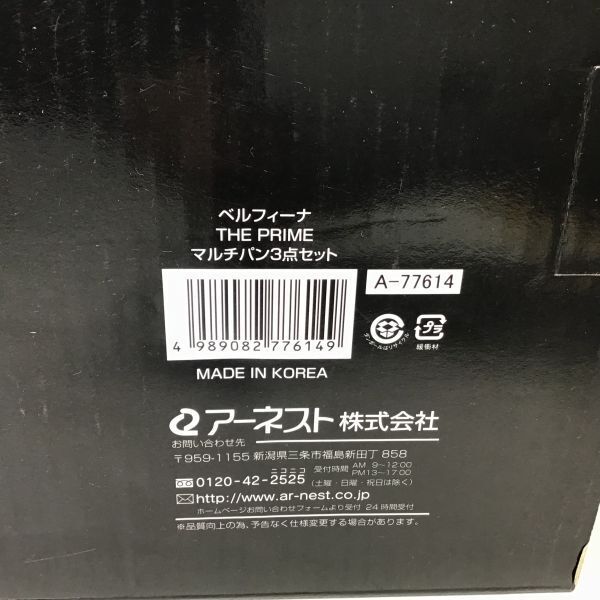 ベルフィーナ
THE PRIME
マルチパン3点セット
A-77614
4 989082 776149
ダンボールはリサイクル
プラ
緩衝材
MADE IN KOREA
アーネスト株式会社
お問い合わせ先
〒959-1155 新潟県三条市福島新田丁 858
ニコニコ
0120-42-2525 受付時間 AM 9~12:00 PM13~17:00 (土曜・日曜・祝日は除く)
http://www.ar-nest.co.jp
ホームページお問い合わせフォームより受付 24時間受付
※品質向上の為、予告なく仕様変更する場合があります。